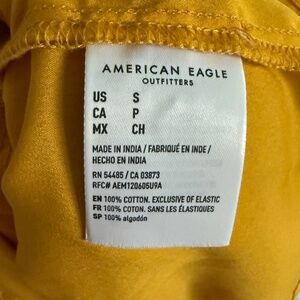 AMERICAN EAGLE
OUTFITTERS
US S
CA P
MX CH
MADE IN INDIA / FABRIQUÉ EN INDE /
HECHO EN INDIA
RN 54485 / CA 03873
RFC# AEM120605U9A
EN 100% COTTON. EXCLUSIVE OF ELASTIC
FR 100% COTON. SANS LES ÉLASTIQUES
SP 100% algodón